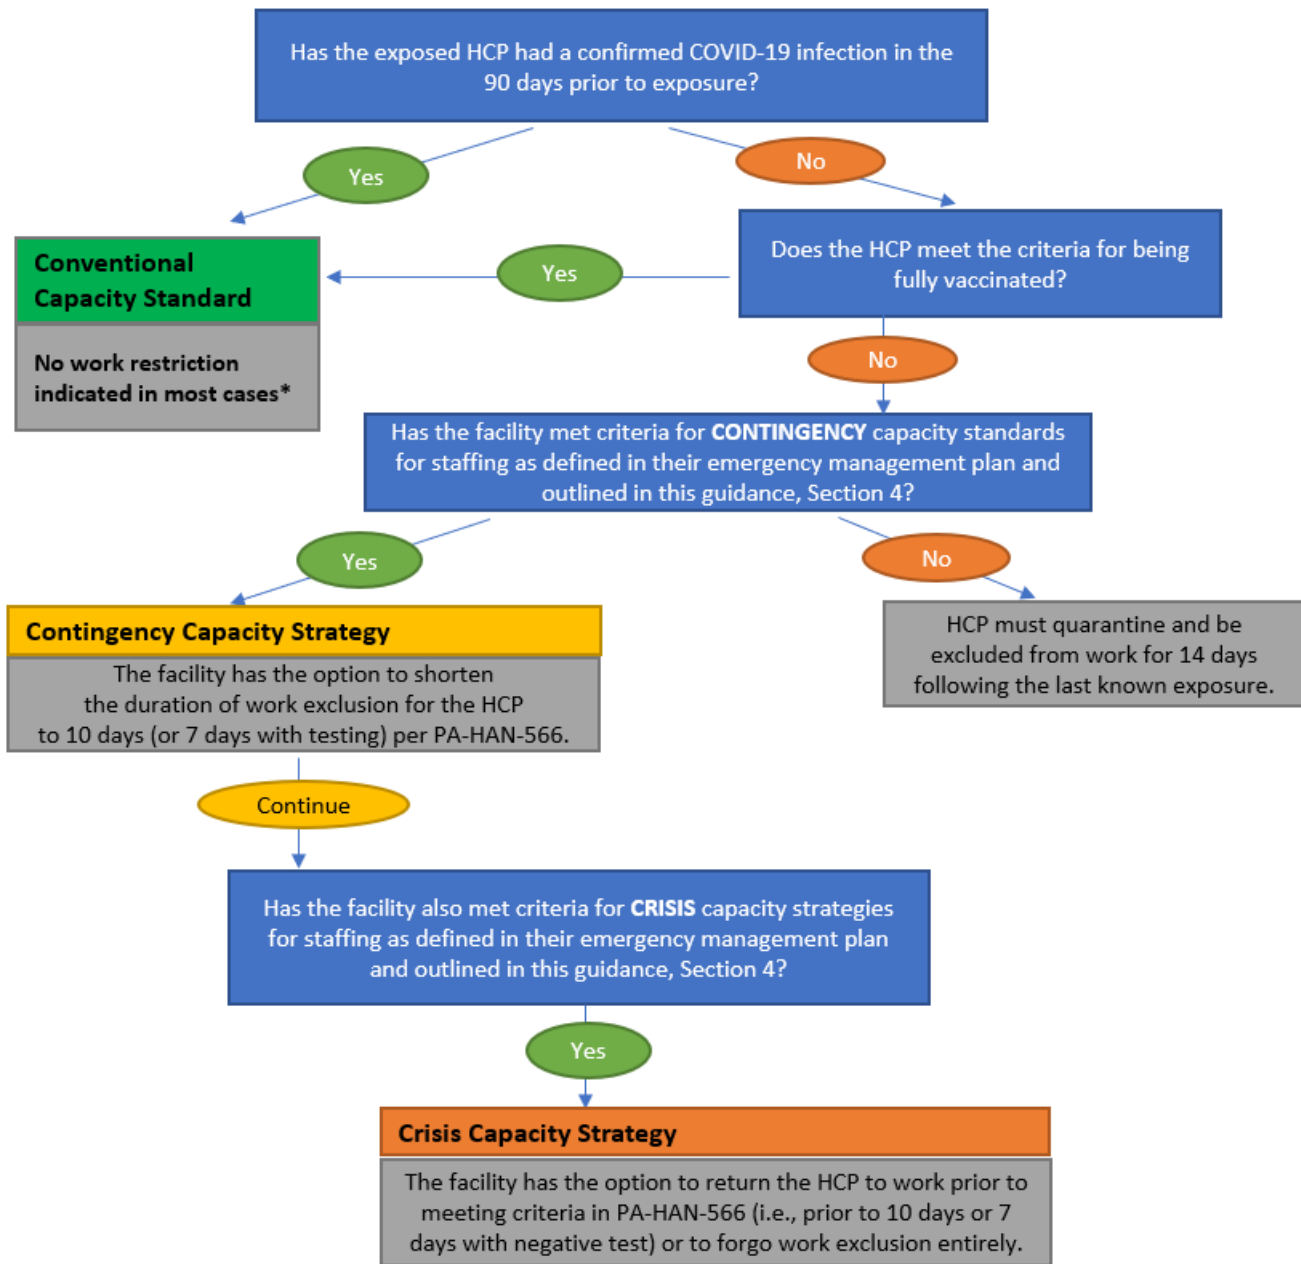 Has the exposed HCP had a confirmed COVID-19 infection in the
90 days prior to exposure?
Yes
No
Conventional
Capacity Standard
No work restriction
indicated in most cases*
Yes
Does the HCP meet the criteria for being
fully vaccinated?
No
Has the facility met criteria for CONTINGENCY capacity standards
for staffing as defined in their emergency management plan and
outlined in this guidance, Section 4?
Yes
No
Contingency Capacity Strategy
The facility has the option to shorten
the duration of work exclusion for the HCP
to 10 days (or 7 days with testing) per PA-HAN-566.
HCP must quarantine and be
excluded from work for 14 days
following the last known exposure.
Continue
Has the facility also met criteria for CRISIS capacity strategies
for staffing as defined in their emergency management plan
and outlined in this guidance, Section 4?
Yes
Crisis Capacity Strategy
The facility has the option to return the HCP to work prior to
meeting criteria in PA-HAN-566 (i.e., prior to 10 days or 7
days with negative test) or to forgo work exclusion entirely.